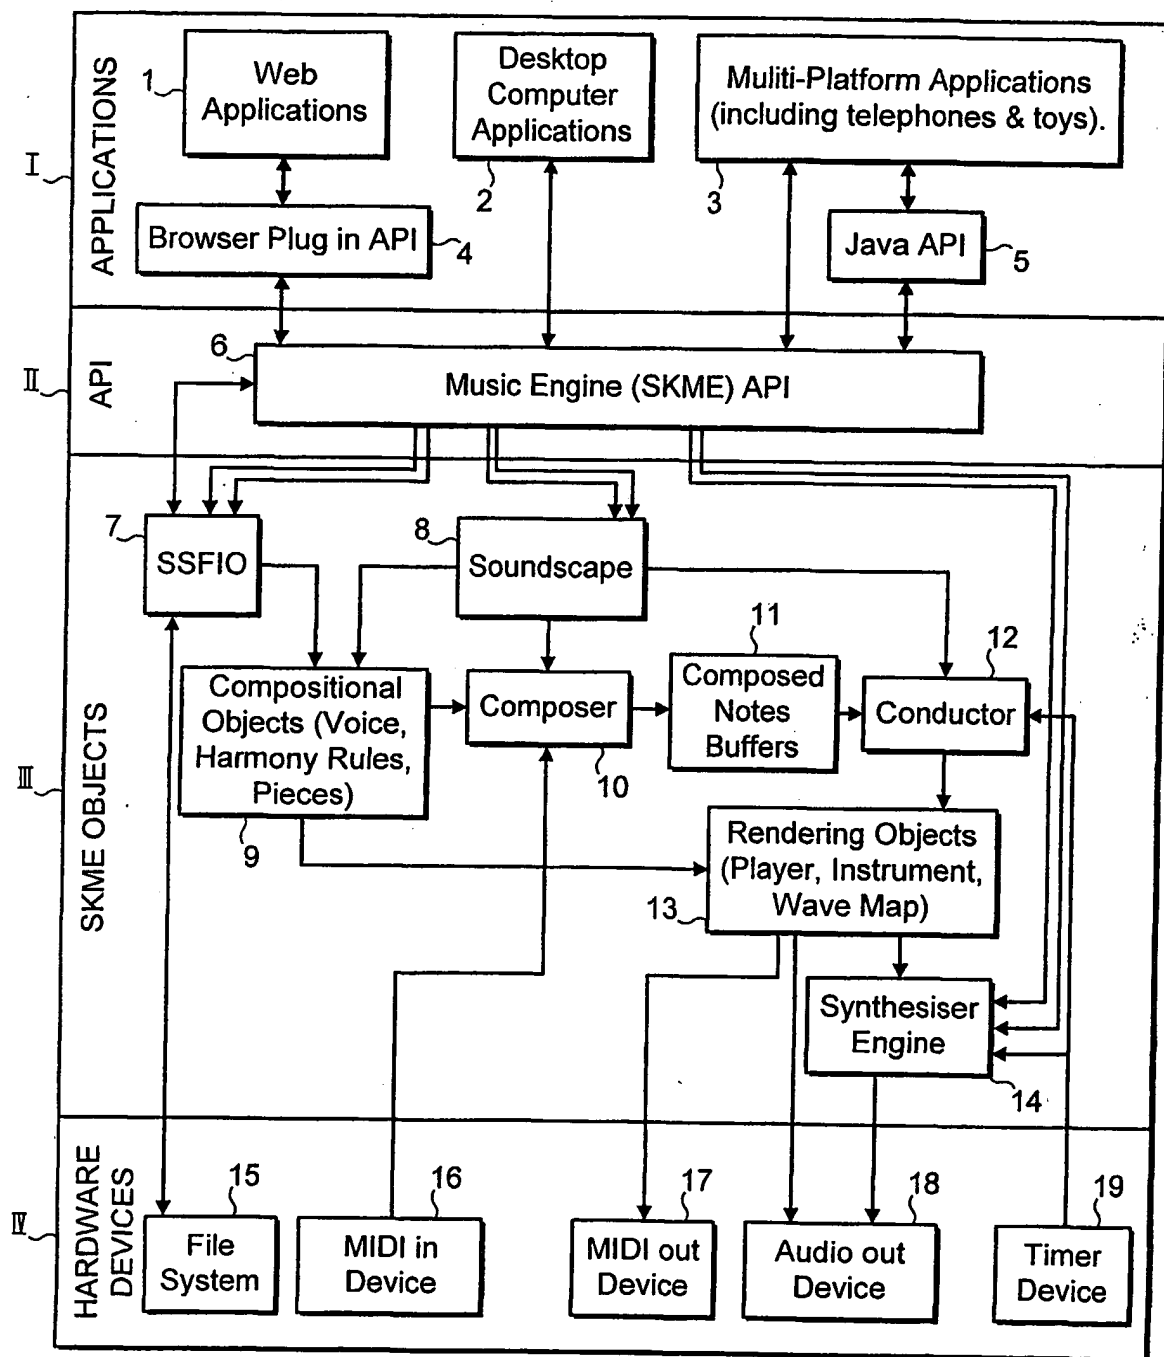 I
APPLICATIONS
1
Web
Applications
Desktop
Computer
Applications
2
Muliti-Platform Applications
(including telephones & toys).
3
Browser Plug in API
4
Java API
5
II
API
6
Music Engine (SKME) API
III
SKME OBJECTS
7
SSFIO
8
Soundscape
Compositional
Objects (Voice,
Harmony Rules,
Pieces)
9
Composer
10
11
Composed
Notes
Buffers
12
Conductor
Rendering Objects
(Player, Instrument,
Wave Map)
13
Synthesiser
Engine
14
IV
HARDWARE
DEVICES
15
File
System
16
MIDI in
Device
17
MIDI out
Device
18
Audio out
Device
19
Timer
Device